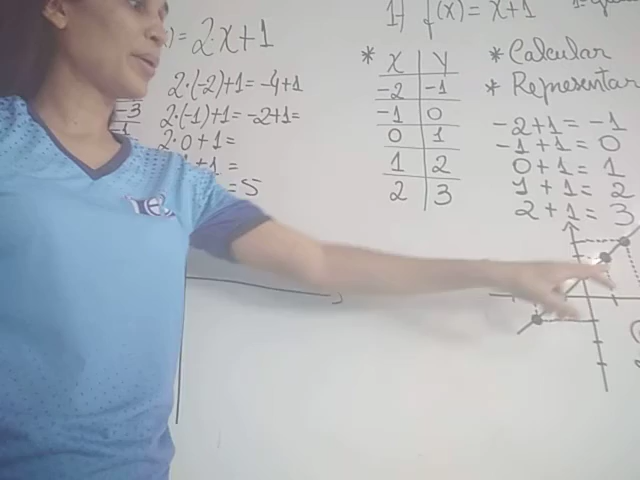 ) = 2x+1
2·(-2)+1= -4+1
-3
2·(-1)+1= -2+1=
2·0+1=
+1=
=5
1) f(x) = x+1
* X | Y
-2 | -1
-1 | 0
0 | 1
1 | 2
2 | 3
* Calcular
* Representar
-2+1=-1
-1+1=0
0+1=1
1+1=2
2+1=3